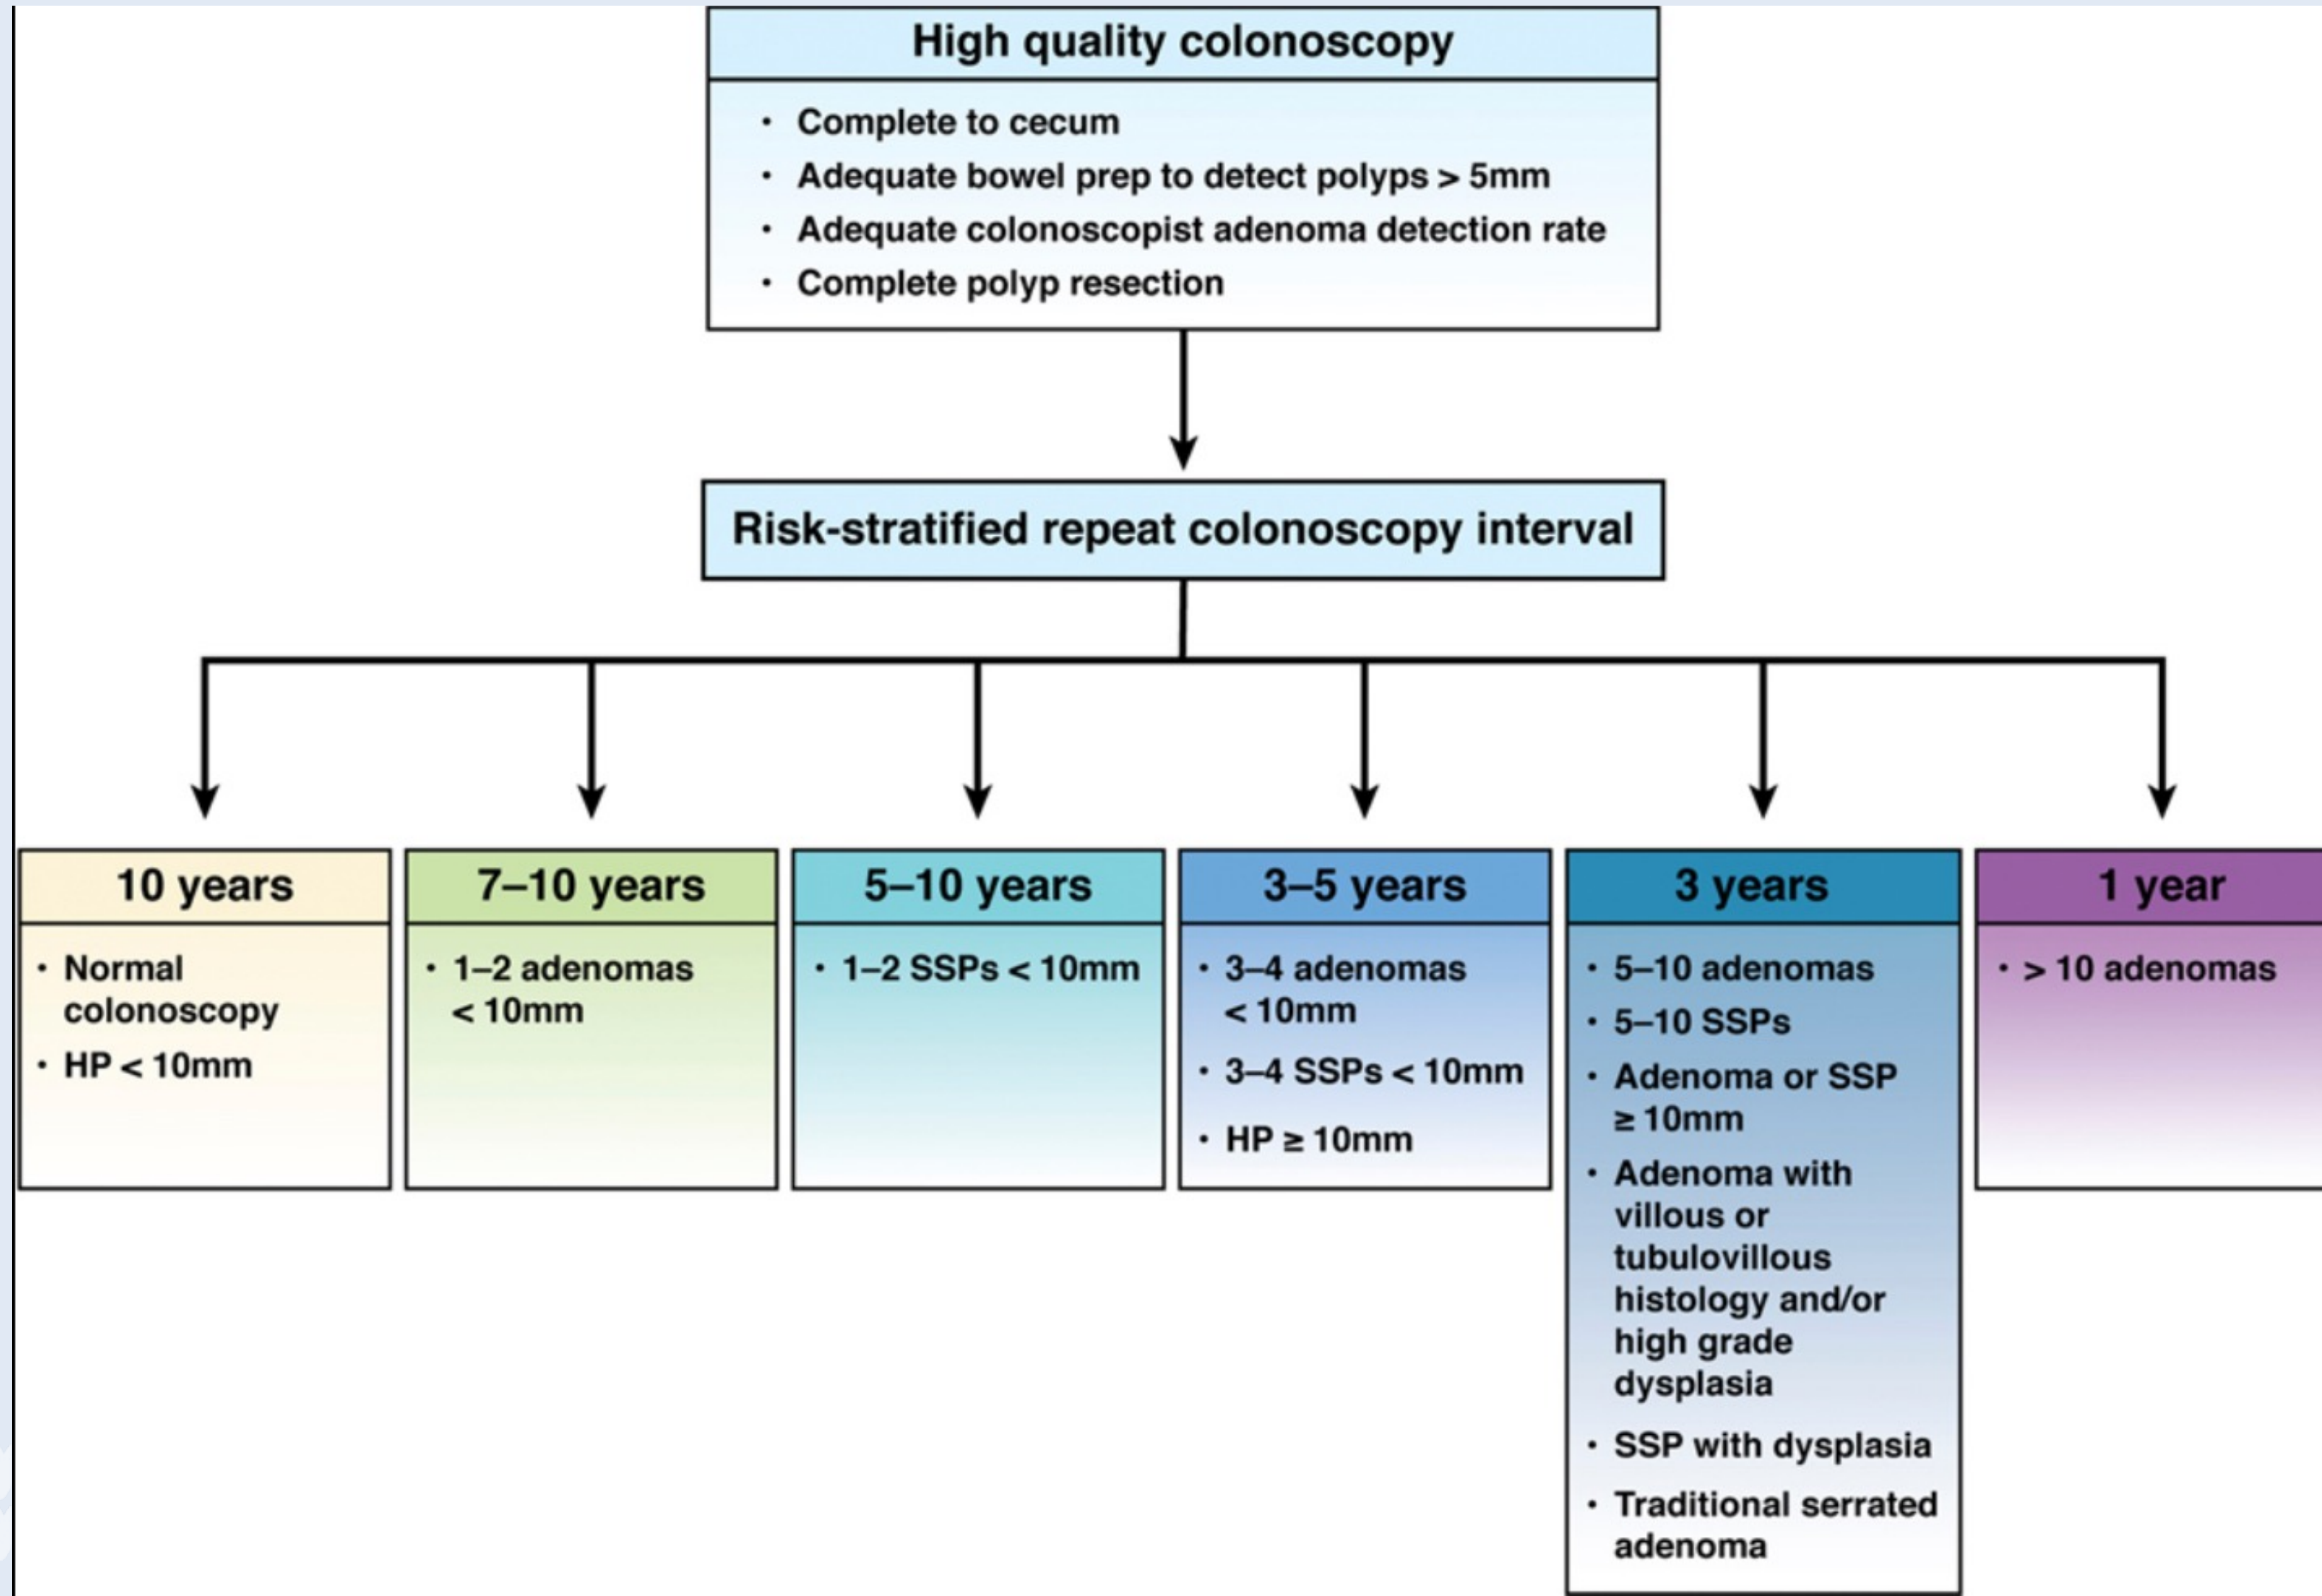 High quality colonoscopy
· Complete to cecum
· Adequate bowel prep to detect polyps > 5mm
· Adequate colonoscopist adenoma detection rate
· Complete polyp resection
Risk-stratified repeat colonoscopy interval
10 years
· Normal
colonoscopy
· HP < 10mm
7–10 years
· 1–2 adenomas
< 10mm
5–10 years
· 1–2 SSPs < 10mm
3–5 years
· 3–4 adenomas
< 10mm
· 3–4 SSPs < 10mm
· HP ≥ 10mm
3 years
· 5–10 adenomas
· 5–10 SSPs
· Adenoma or SSP
≥ 10mm
· Adenoma with
villous or
tubulovillous
histology and/or
high grade
dysplasia
· SSP with dysplasia
· Traditional serrated
adenoma
1 year
· > 10 adenomas